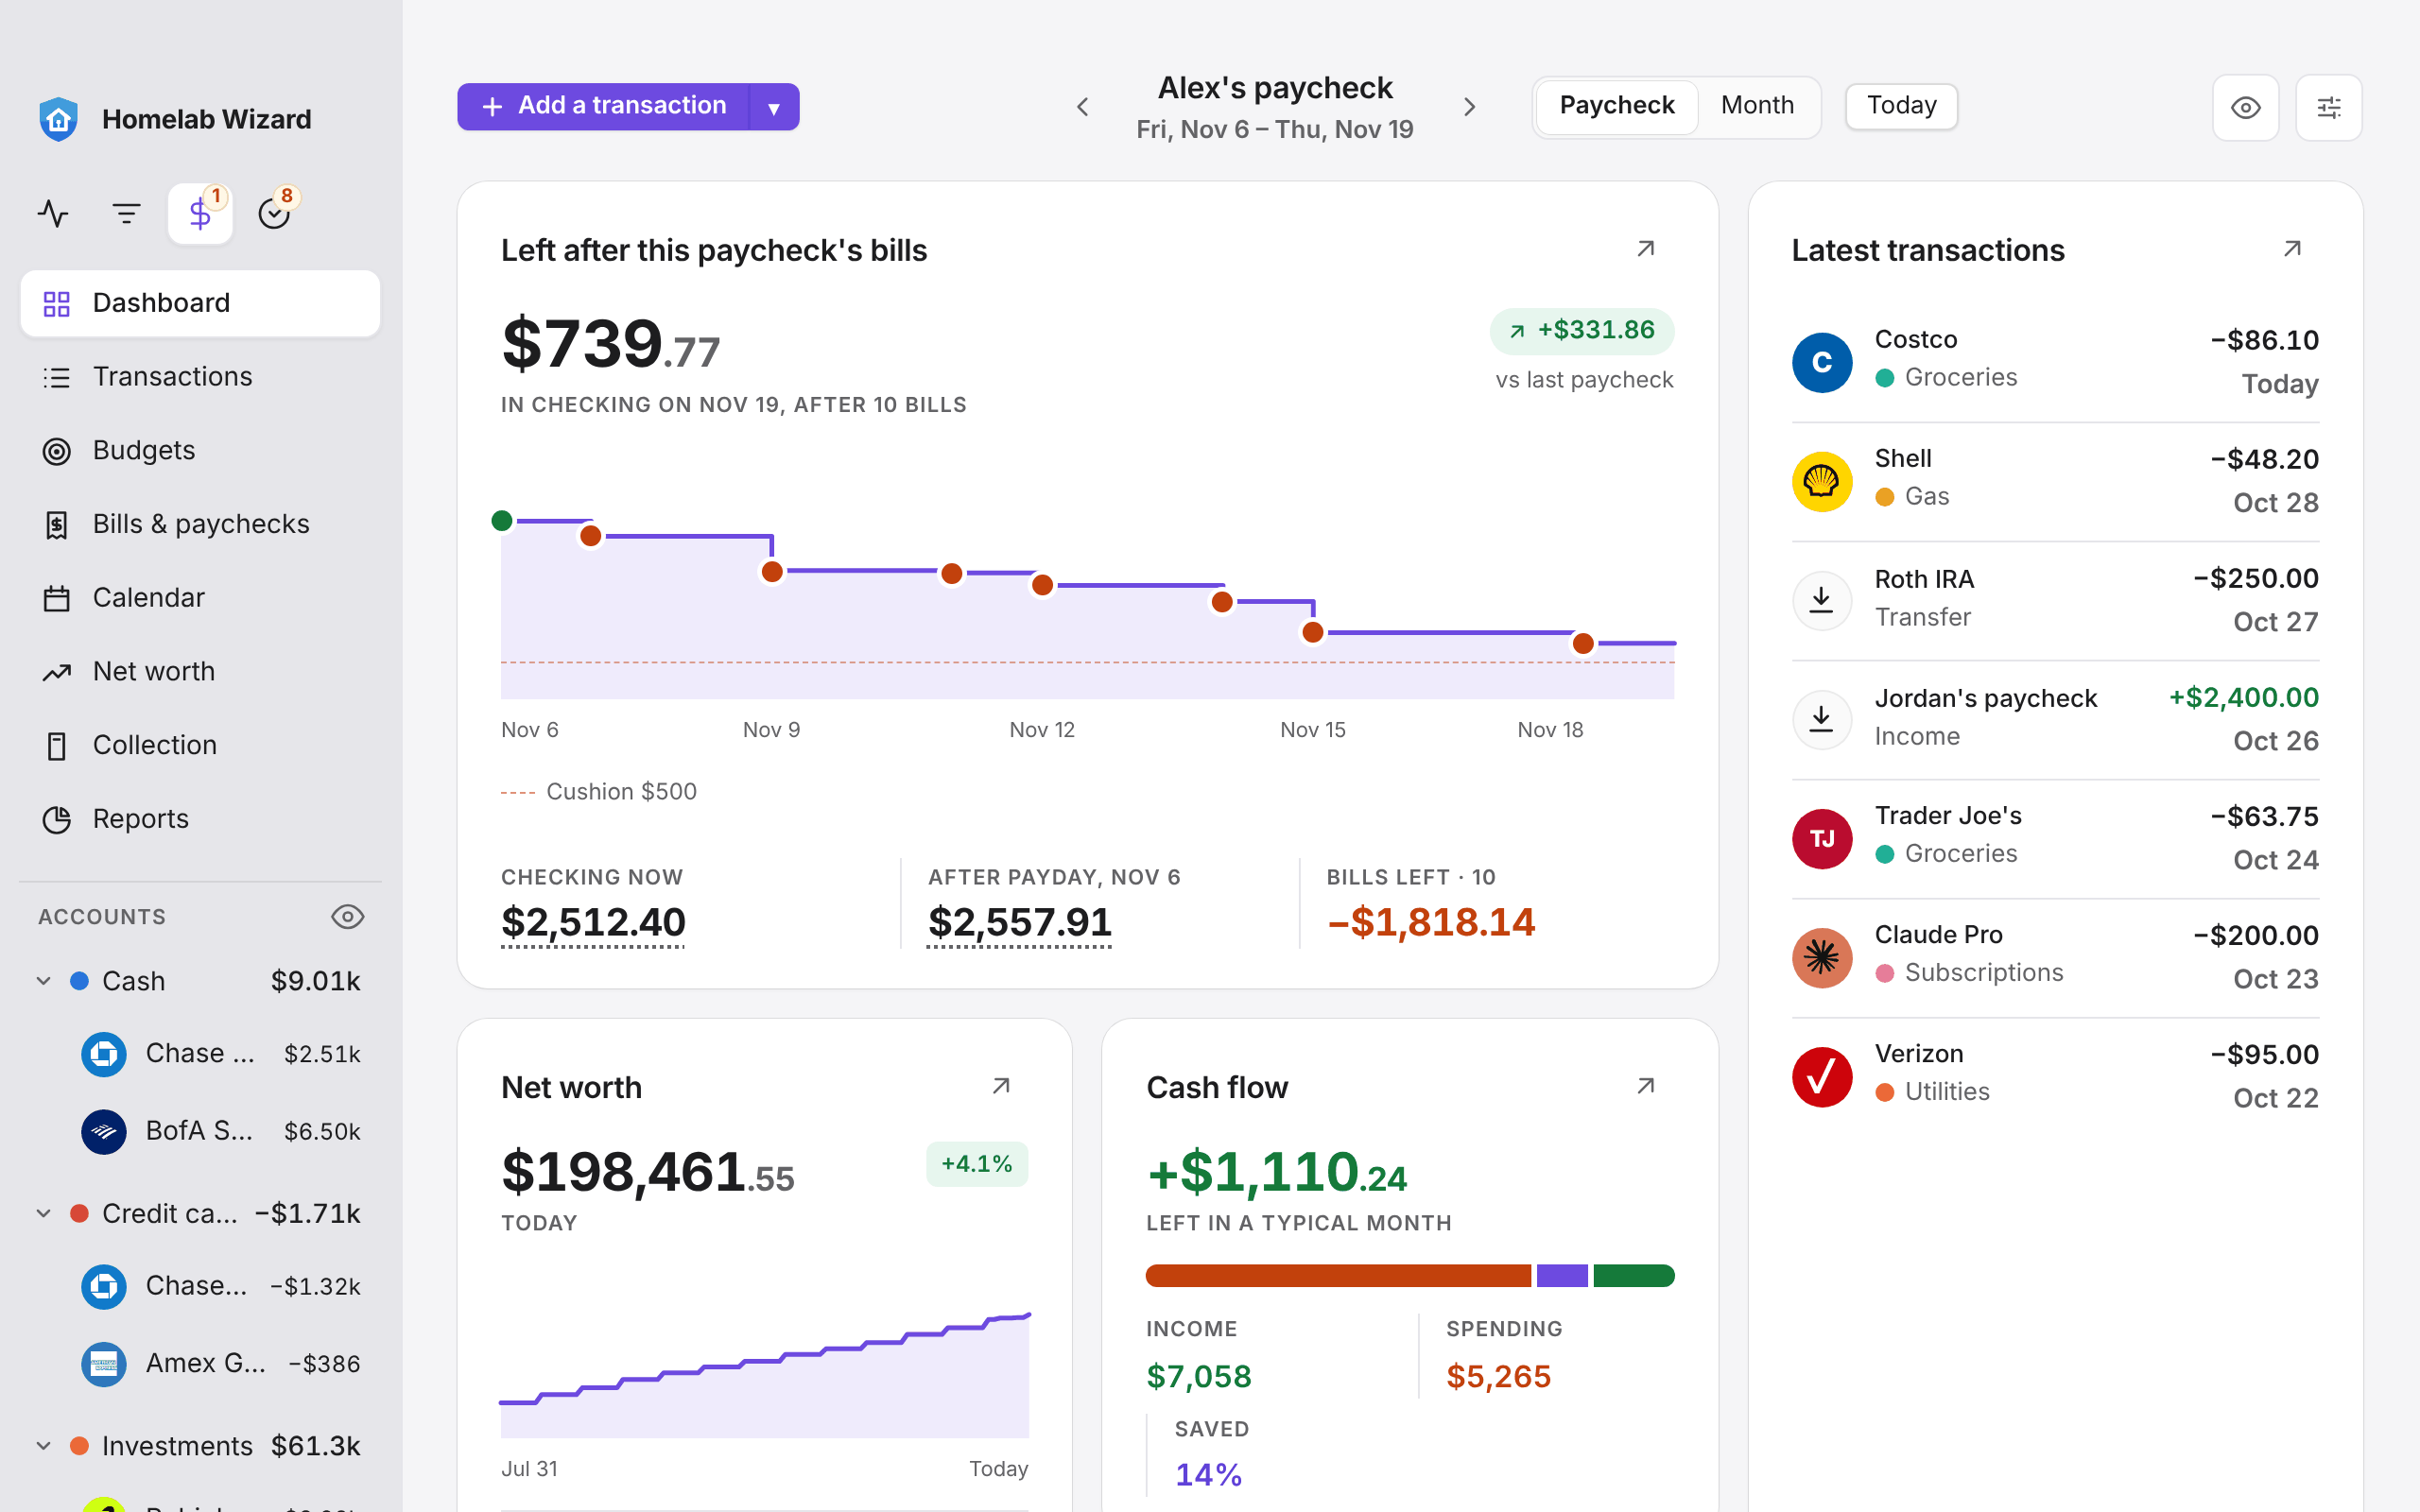 Homelab Wizard
1
8
Dashboard
Transactions
Budgets
Bills & paychecks
Calendar
Net worth
Collection
Reports
ACCOUNTS
Cash $9.01k
Chase ... $2.51k
BofA S... $6.50k
Credit ca... −$1.71k
Chase... −$1.32k
Amex G... −$386
Investments $61.3k
+ Add a transaction ▼
Alex's paycheck
Fri, Nov 6 – Thu, Nov 19
Paycheck Month Today
Left after this paycheck's bills
$739.77
+$331.86
vs last paycheck
IN CHECKING ON NOV 19, AFTER 10 BILLS
Nov 6 Nov 9 Nov 12 Nov 15 Nov 18
Cushion $500
CHECKING NOW
$2,512.40
AFTER PAYDAY, NOV 6
$2,557.91
BILLS LEFT · 10
−$1,818.14
Net worth
$198,461.55
+4.1%
TODAY
Jul 31 Today
Cash flow
+$1,110.24
LEFT IN A TYPICAL MONTH
INCOME
$7,058
SPENDING
$5,265
SAVED
14%
Latest transactions
C
Costco −$86.10
Groceries Today
Shell −$48.20
Gas Oct 28
Roth IRA −$250.00
Transfer Oct 27
Jordan's paycheck +$2,400.00
Income Oct 26
TJ
Trader Joe's −$63.75
Groceries Oct 24
Claude Pro −$200.00
Subscriptions Oct 23
Verizon −$95.00
Utilities Oct 22